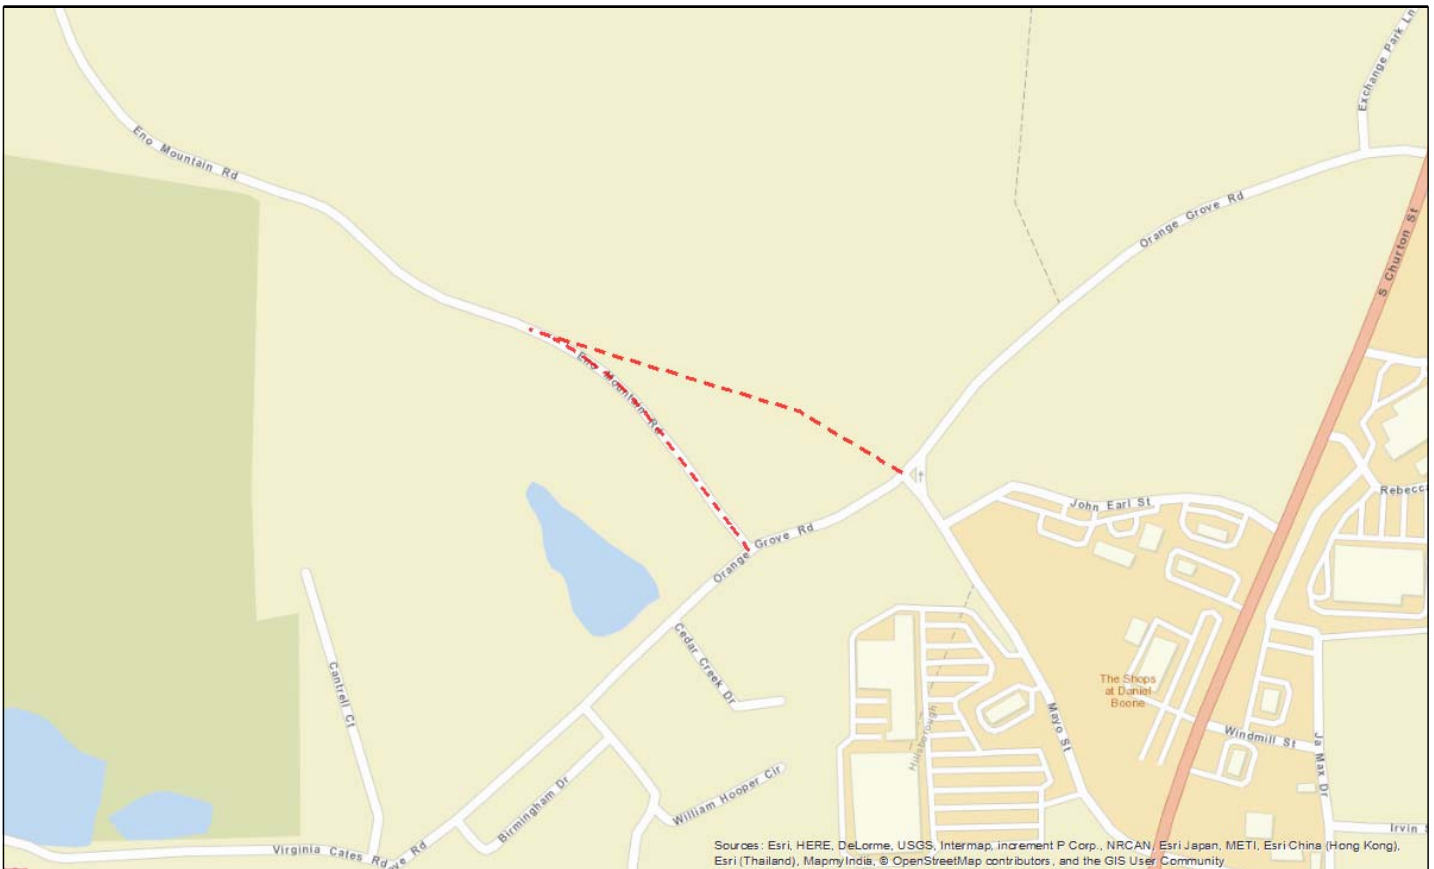 Exchange Park Ln
Eno Mountain Rd
Orange Grove Rd
S Churton St
Eno Mountain Rd
John Earl St
Rebecca
Orange Grove Rd
Cedar Creek Dr
Cantrell Ct
The Shops
at Daniel
Boone
Mayo St
Hillsborough
Windmill St
Ja Max Dr
William Hooper Cir
Birmingham Dr
Irvin S
Virginia Cates Rd
ve Rd
Sources: Esri, HERE, DeLorme, USGS, Intermap, increment P Corp., NRCAN, Esri Japan, METI, Esri China (Hong Kong),
Esri (Thailand), MapmyIndia, © OpenStreetMap contributors, and the GIS User Community